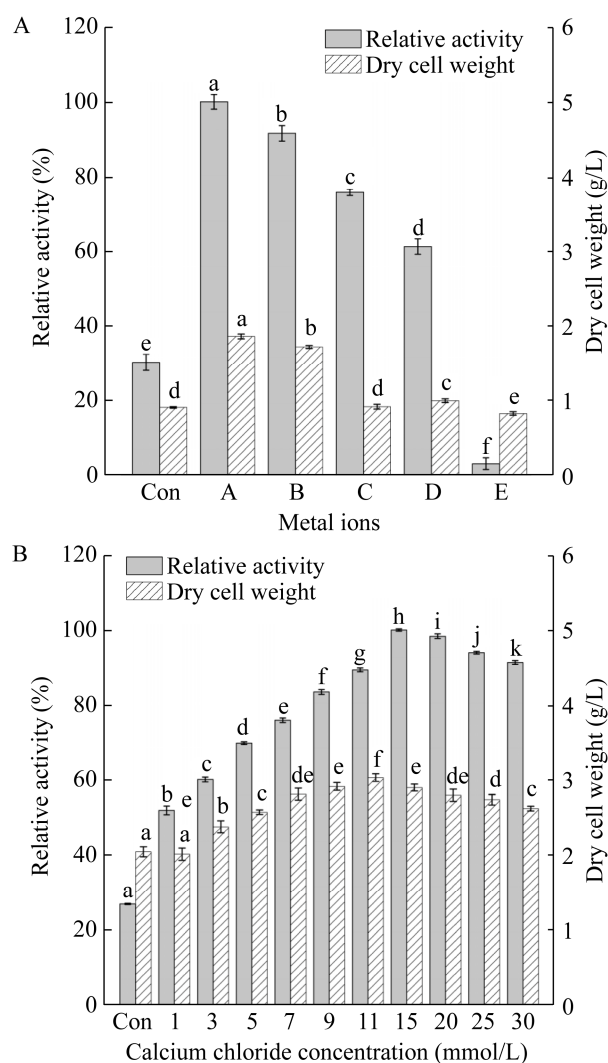 A
120
100
80
60
40
20
0
Relative activity (%)
6
5
4
3
2
1
0
Dry cell weight (g/L)
Relative activity
Dry cell weight
e d a a b b c d d c f e
Con A B C D E
Metal ions
B
120
100
80
60
40
20
0
Relative activity (%)
6
5
4
3
2
1
0
Dry cell weight (g/L)
Relative activity
Dry cell weight
a a b a e c b d c e de f e g f h e i de j d k c
Con 1 3 5 7 9 11 15 20 25 30
Calcium chloride concentration (mmol/L)